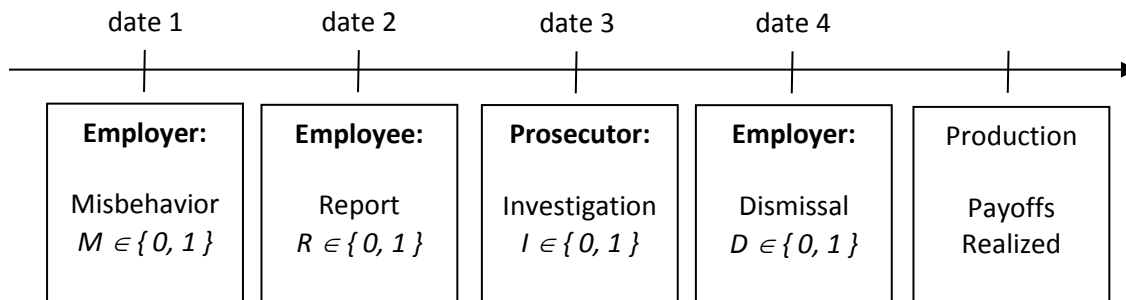 date 1 date 2 date 3 date 4
Employer: Employee: Prosecutor: Employer: Production
Misbehavior Report Investigation Dismissal Payoffs
M ∈ { 0, 1 } R ∈ { 0, 1 } I ∈ { 0, 1 } D ∈ { 0, 1 } Realized